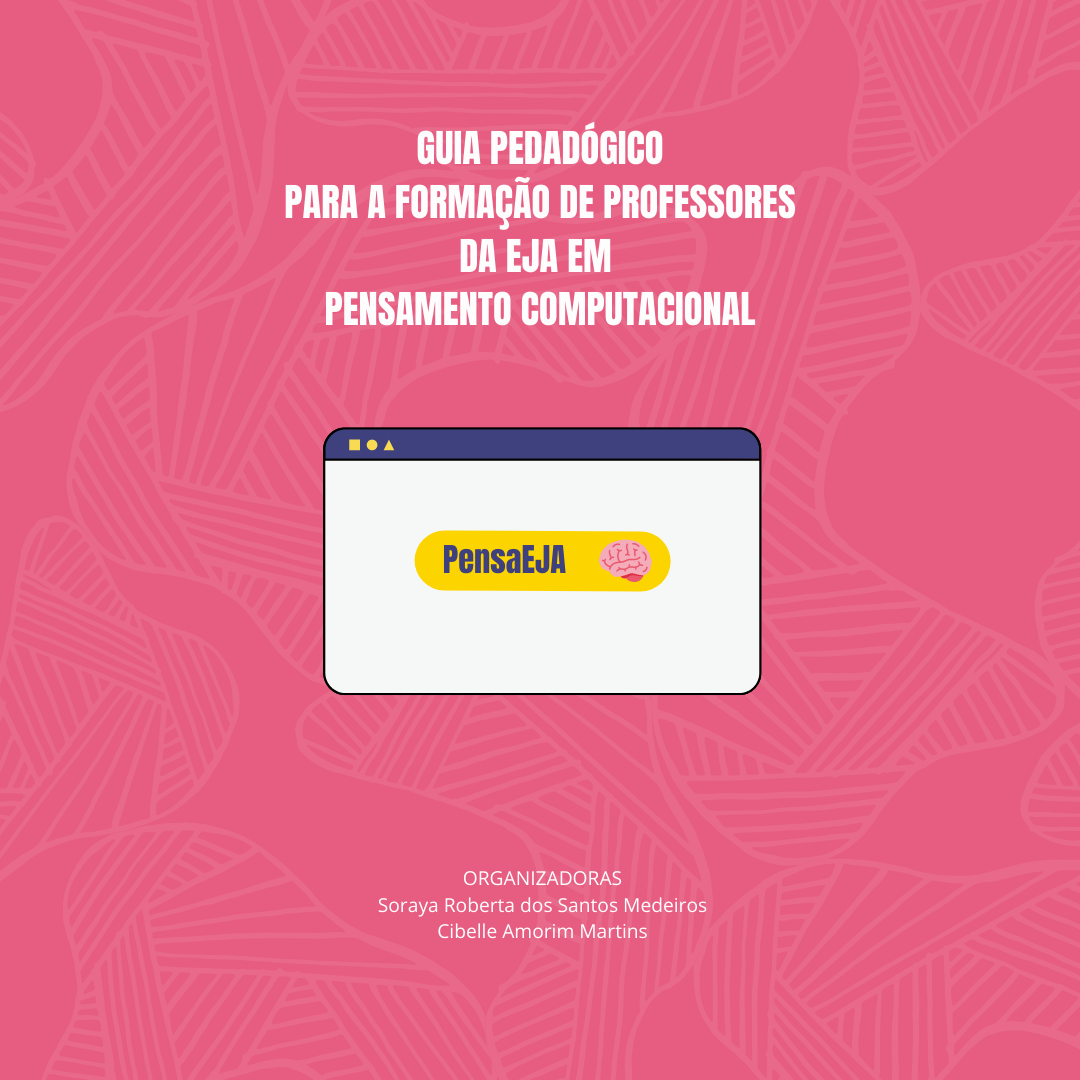 GUIA PEDADÓGICO
PARA A FORMAÇÃO DE PROFESSORES
DA EJA EM
PENSAMENTO COMPUTACIONAL
PensaEJA
ORGANIZADORAS
Soraya Roberta dos Santos Medeiros
Cibelle Amorim Martins